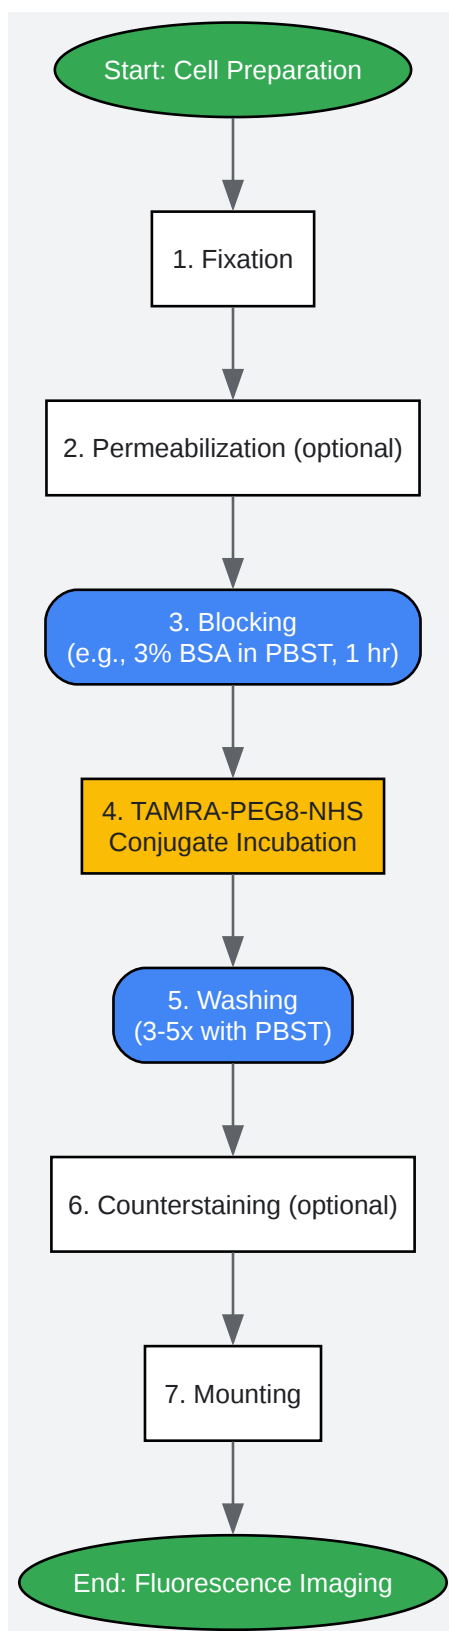 Start: Cell Preparation
1. Fixation
2. Permeabilization (optional)
3. Blocking
(e.g., 3% BSA in PBST, 1 hr)
4. TAMRA-PEG8-NHS
Conjugate Incubation
5. Washing
(3-5x with PBST)
6. Counterstaining (optional)
7. Mounting
End: Fluorescence Imaging